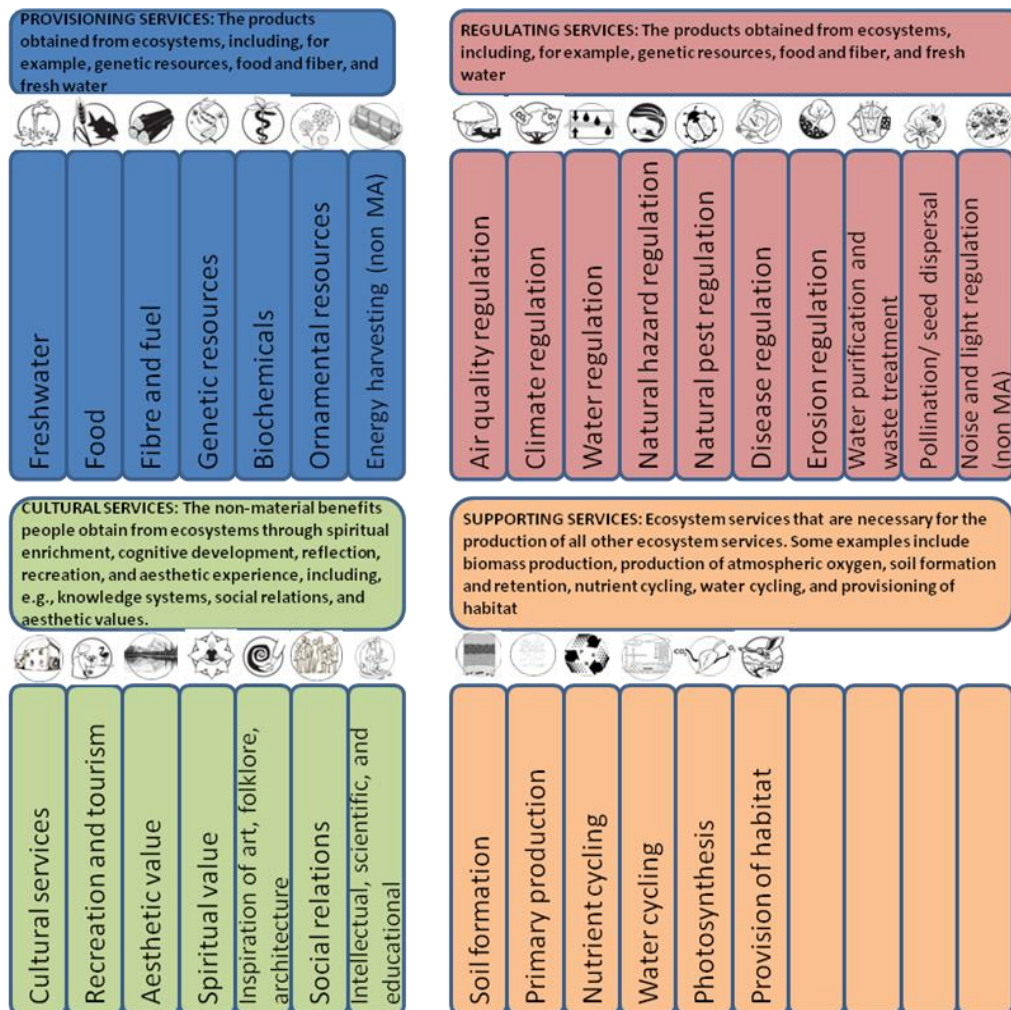 PROVISIONING SERVICES: The products
obtained from ecosystems, including, for
example, genetic resources, food and fiber, and
fresh water
Freshwater
Food
Fibre and fuel
Genetic resources
Biochemicals
Ornamental resources
Energy harvesting (non MA)
REGULATING SERVICES: The products obtained from ecosystems,
including, for example, genetic resources, food and fiber, and fresh
water
Air quality regulation
Climate regulation
Water regulation
Natural hazard regulation
Natural pest regulation
Disease regulation
Erosion regulation
Water purification and
waste treatment
Pollination/ seed dispersal
Noise and light regulation
(non MA)
CULTURAL SERVICES: The non-material benefits
people obtain from ecosystems through spiritual
enrichment, cognitive development, reflection,
recreation, and aesthetic experience, including,
e.g., knowledge systems, social relations, and
aesthetic values.
Cultural services
Recreation and tourism
Aesthetic value
Spiritual value
Inspiration of art, folklore,
architecture
Social relations
Intellectual, scientific, and
educational
SUPPORTING SERVICES: Ecosystem services that are necessary for the
production of all other ecosystem services. Some examples include
biomass production, production of atmospheric oxygen, soil formation
and retention, nutrient cycling, water cycling, and provisioning of
habitat
Soil formation
Primary production
Nutrient cycling
Water cycling
Photosynthesis
Provision of habitat